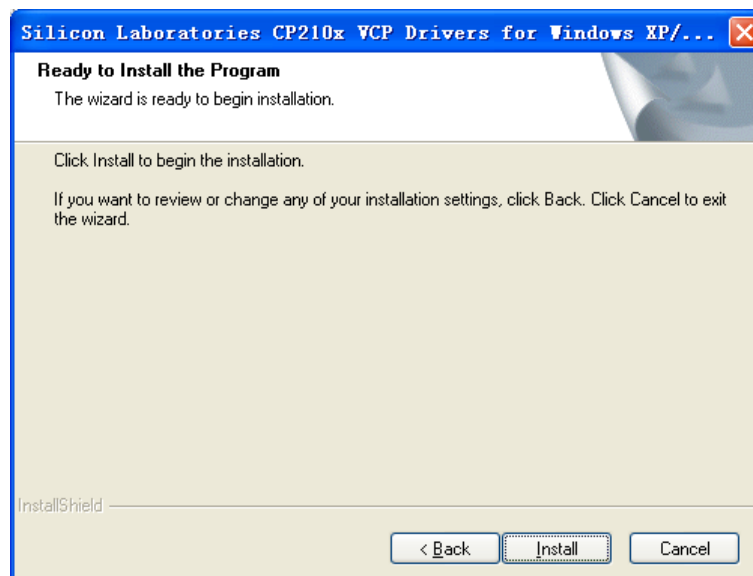 Silicon Laboratories CP210x VCP Drivers for Windows XP/...
Ready to Install the Program
The wizard is ready to begin installation.
Click Install to begin the installation.
If you want to review or change any of your installation settings, click Back. Click Cancel to exit
the wizard.
InstallShield
< Back
Install
Cancel